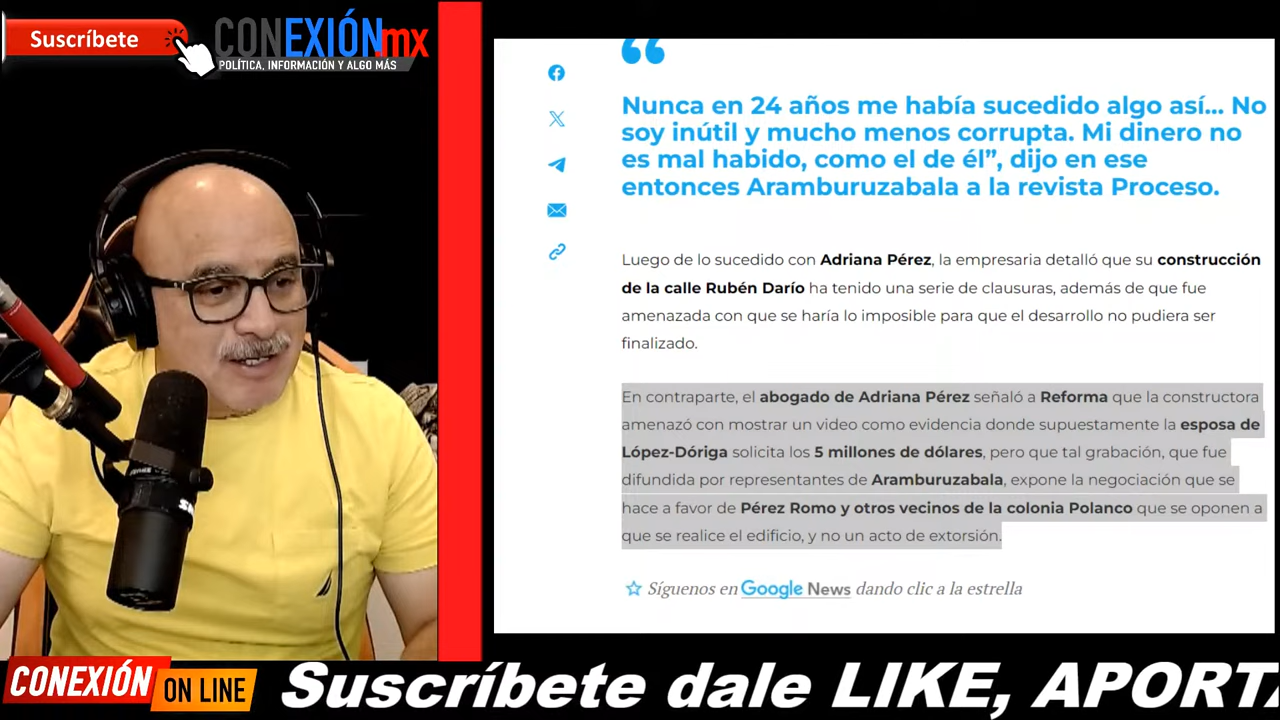 Suscríbete
CONEXIÓNmx
POLÍTICA, INFORMACIÓN Y ALGO MÁS
“
Nunca en 24 años me había sucedido algo así... No
soy inútil y mucho menos corrupta. Mi dinero no
es mal habido, como el de él”, dijo en ese
entonces Aramburuzabala a la revista Proceso.
Luego de lo sucedido con Adriana Pérez, la empresaria detalló que su construcción
de la calle Rubén Darío ha tenido una serie de clausuras, además de que fue
amenazada con que se haría lo imposible para que el desarrollo no pudiera ser
finalizado.
En contraparte, el abogado de Adriana Pérez señaló a Reforma que la constructora
amenazó con mostrar un video como evidencia donde supuestamente la esposa de
López-Dóriga solicita los 5 millones de dólares, pero que tal grabación, que fue
difundida por representantes de Aramburuzabala, expone la negociación que se
hace a favor de Pérez Romo y otros vecinos de la colonia Polanco que se oponen a
que se realice el edificio, y no un acto de extorsión.
Síguenos en Google News dando clic a la estrella
CONEXIÓN ON LINE
Suscríbete dale LIKE, APORTA